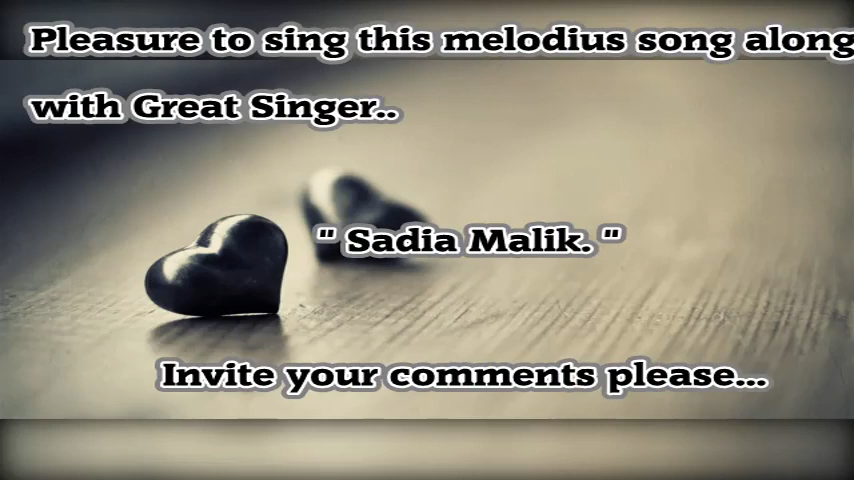 Pleasure to sing this melodius song along
with Great Singer..
" Sadia Malik. "
Invite your comments please...